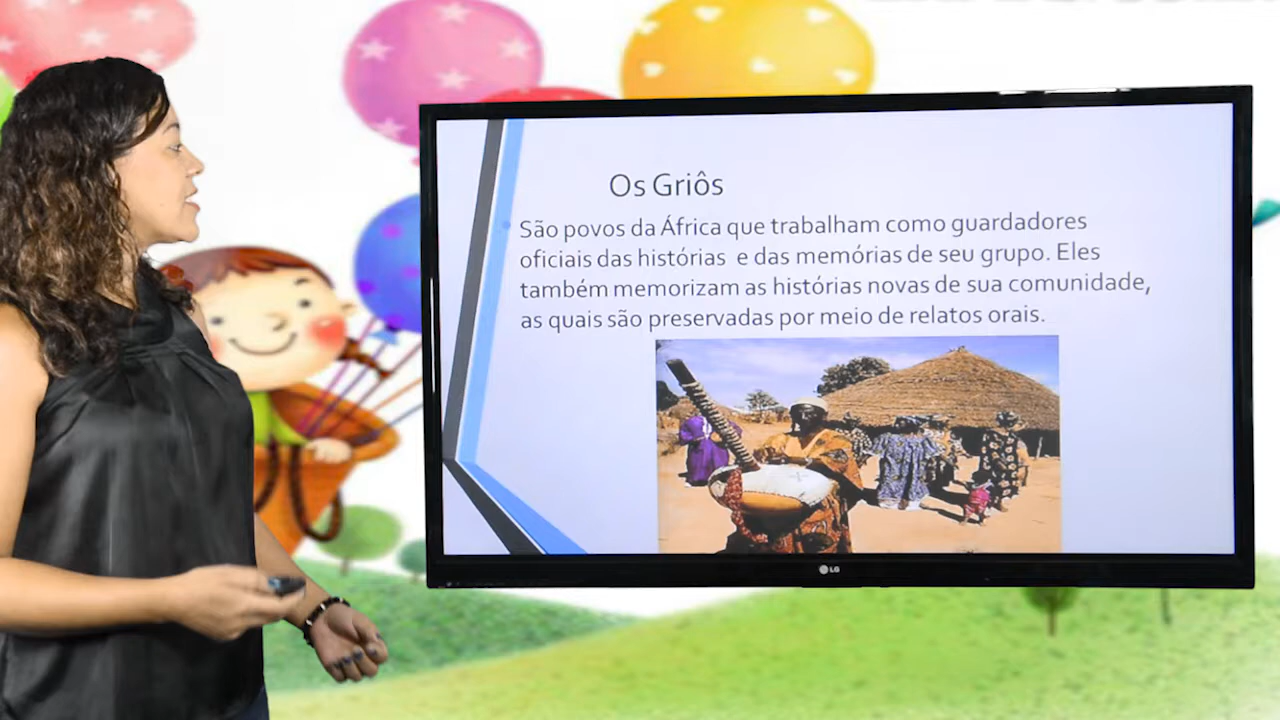 Os Griôs
São povos da África que trabalham como guardadores
oficiais das histórias e das memórias de seu grupo. Eles
também memorizam as histórias novas de sua comunidade,
as quais são preservadas por meio de relatos orais.
LG